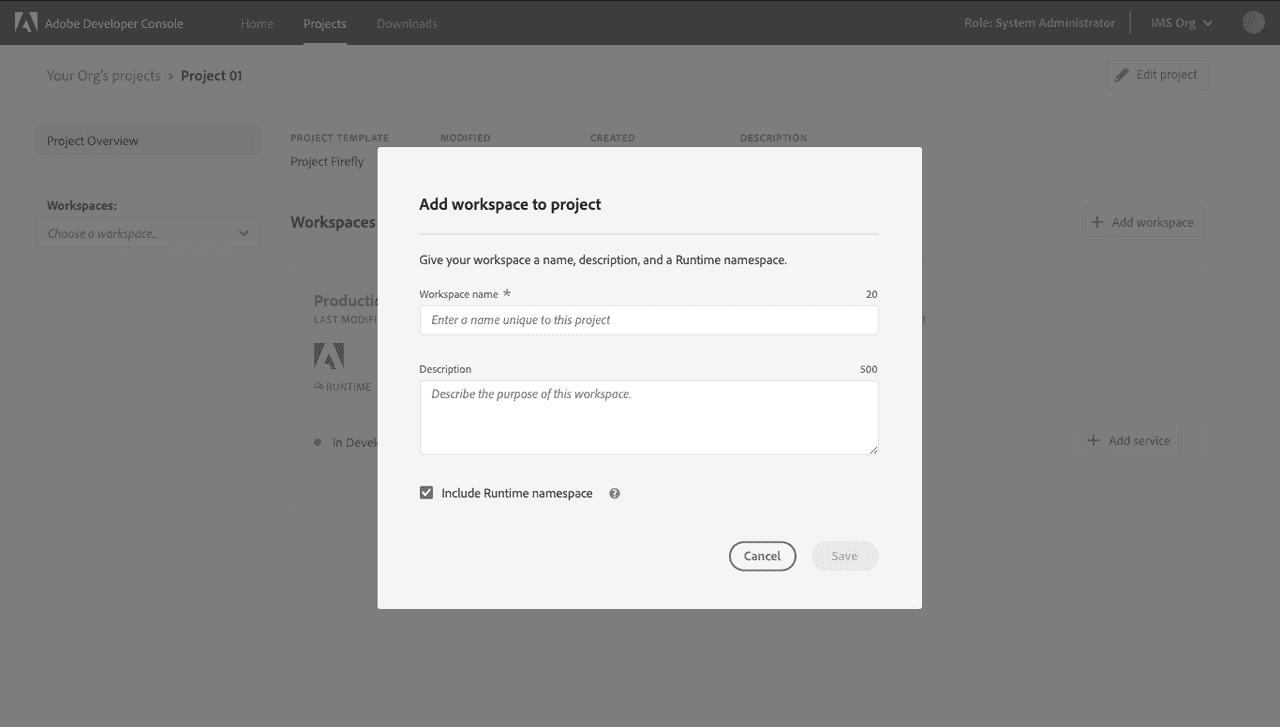 Adobe Developer Console Home Projects Downloads Role: System Administrator IMS Org
Your Org's projects › Project 01 Edit project
Project Overview
PROJECT TEMPLATE MODIFIED CREATED DESCRIPTION
Project Firefly
Workspaces:
Choose a workspace...
Workspaces
+ Add workspace
Add workspace to project
Give your workspace a name, description, and a Runtime namespace.
Workspace name * 20
Enter a name unique to this project
Description 500
Describe the purpose of this workspace.
Include Runtime namespace ?
Cancel Save
Productio
LAST MODIFI
RUNTIME
In Devel
+ Add service